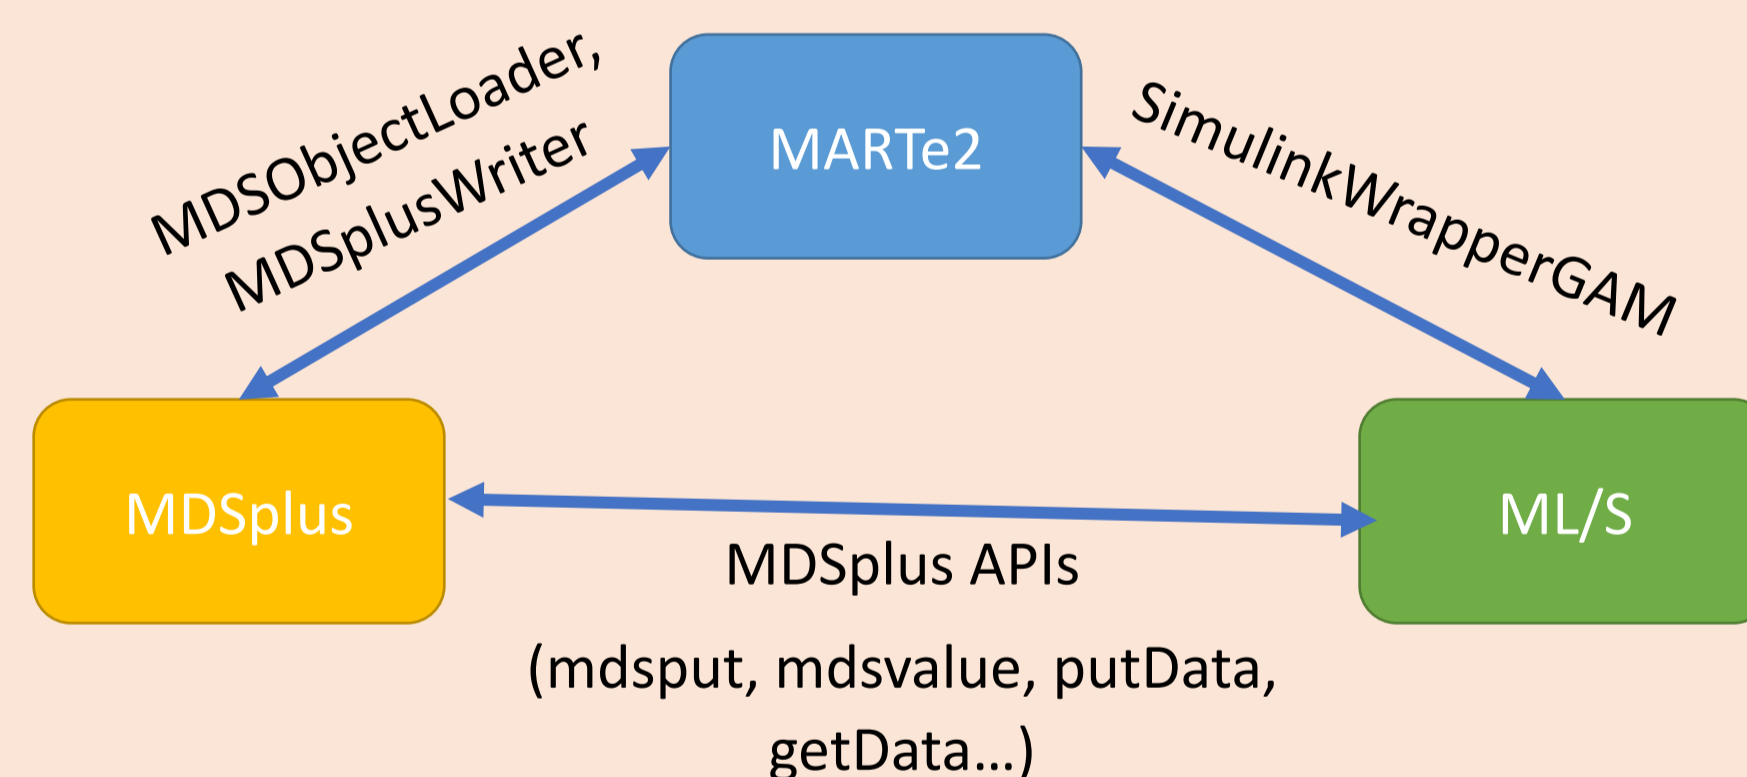 MDSObjectLoader,
MDSplusWriter
MARTe2
SimulinkWrapperGAM
MDSplus
ML/S
MDSplus APIs
(mdsput, mdsvalue, putData,
getData...)